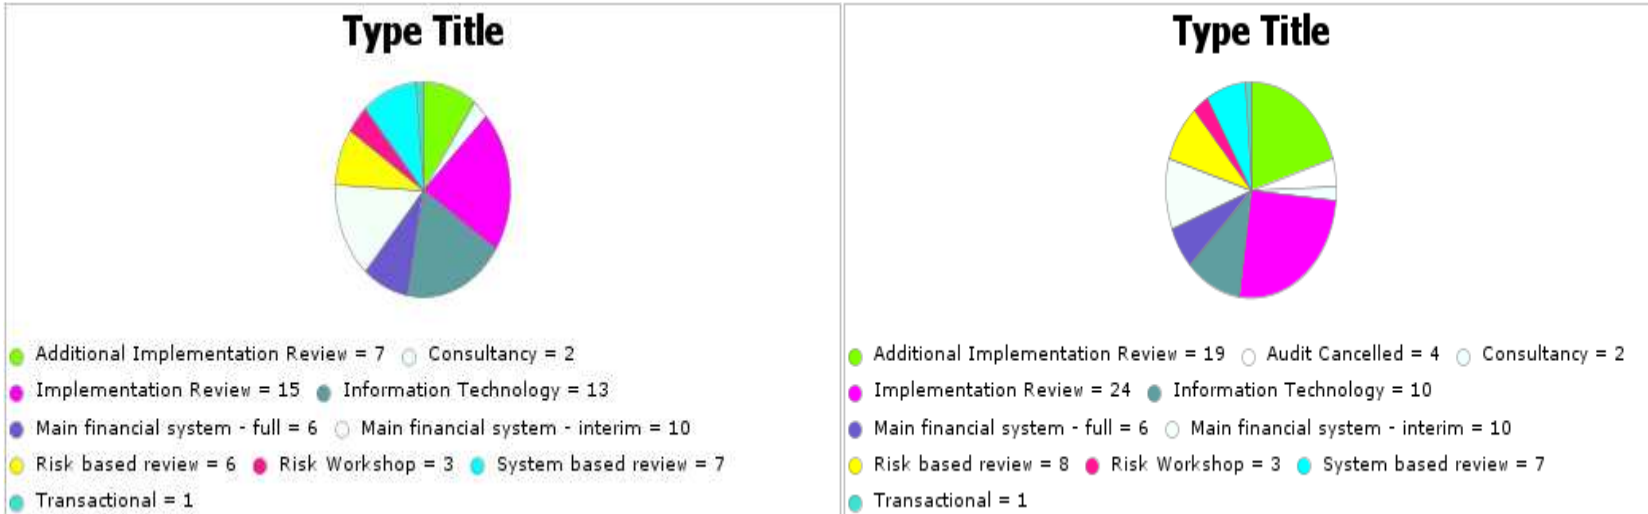 Type Title
Additional Implementation Review = 7 Consultancy = 2
Implementation Review = 15 Information Technology = 13
Main financial system - full = 6 Main financial system - interim = 10
Risk based review = 6 Risk Workshop = 3 System based review = 7
Transactional = 1
Type Title
Additional Implementation Review = 19 Audit Cancelled = 4 Consultancy = 2
Implementation Review = 24 Information Technology = 10
Main financial system - full = 6 Main financial system - interim = 10
Risk based review = 8 Risk Workshop = 3 System based review = 7
Transactional = 1